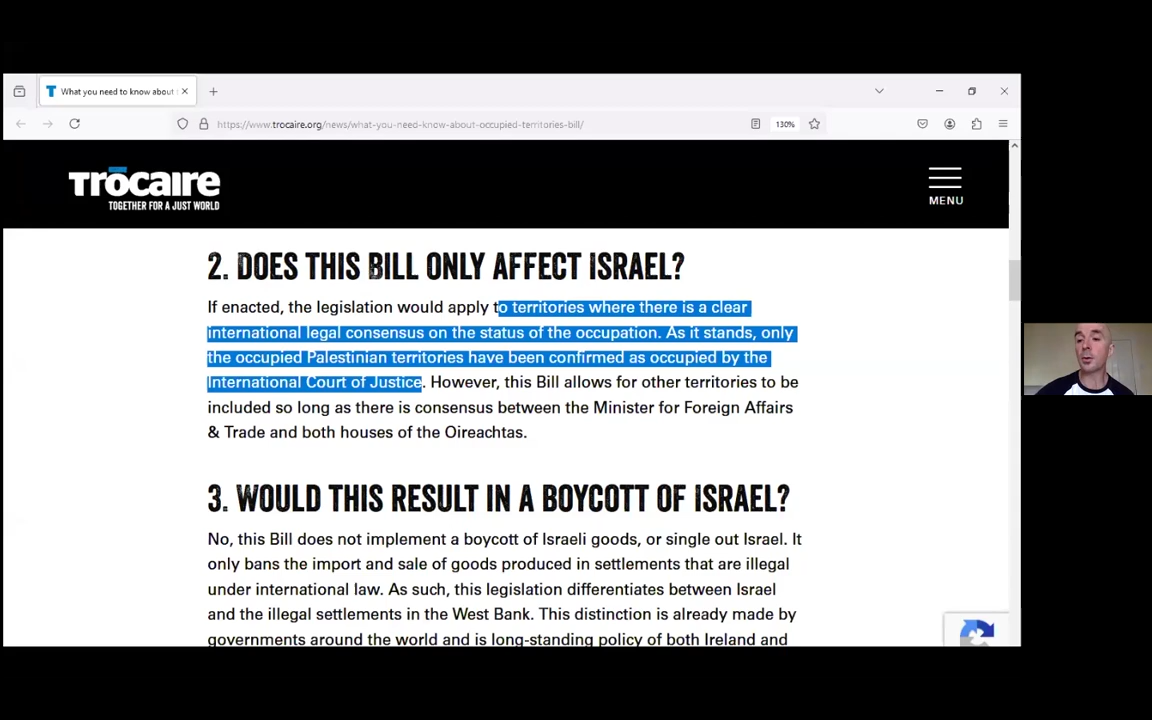 What you need to know about
https://www.trocaire.org/news/what-you-need-know-about-occupied-territories-bill/
130%
Trócaire
TOGETHER FOR A JUST WORLD
MENU
2. DOES THIS BILL ONLY AFFECT ISRAEL?
If enacted, the legislation would apply to territories where there is a clear
international legal consensus on the status of the occupation. As it stands, only
the occupied Palestinian territories have been confirmed as occupied by the
International Court of Justice. However, this Bill allows for other territories to be
included so long as there is consensus between the Minister for Foreign Affairs
& Trade and both houses of the Oireachtas.
3. WOULD THIS RESULT IN A BOYCOTT OF ISRAEL?
No, this Bill does not implement a boycott of Israeli goods, or single out Israel. It
only bans the import and sale of goods produced in settlements that are illegal
under international law. As such, this legislation differentiates between Israel
and the illegal settlements in the West Bank. This distinction is already made by
governments around the world and is long-standing policy of both Ireland and